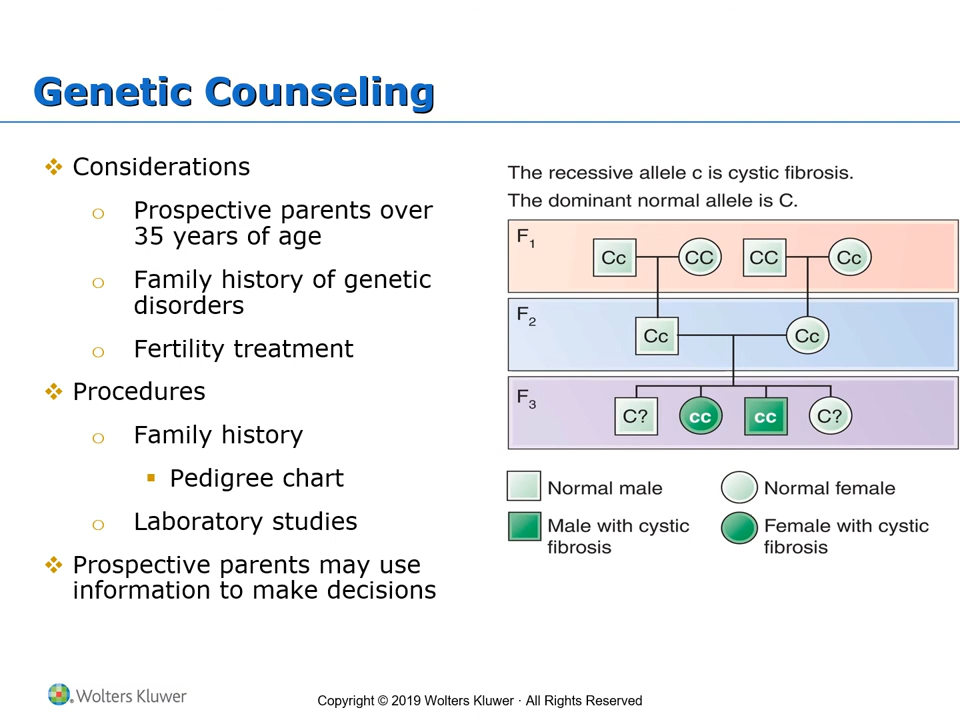 Genetic Counseling
❖ Considerations
o Prospective parents over
35 years of age
o Family history of genetic
disorders
o Fertility treatment
❖ Procedures
o Family history
▪ Pedigree chart
o Laboratory studies
❖ Prospective parents may use
information to make decisions
The recessive allele c is cystic fibrosis.
The dominant normal allele is C.
F1
Cc CC CC Cc
F2
Cc Cc
F3
C? cc cc C?
Normal male
Normal female
Male with cystic
fibrosis
Female with cystic
fibrosis
Wolters Kluwer
Copyright © 2019 Wolters Kluwer · All Rights Reserved